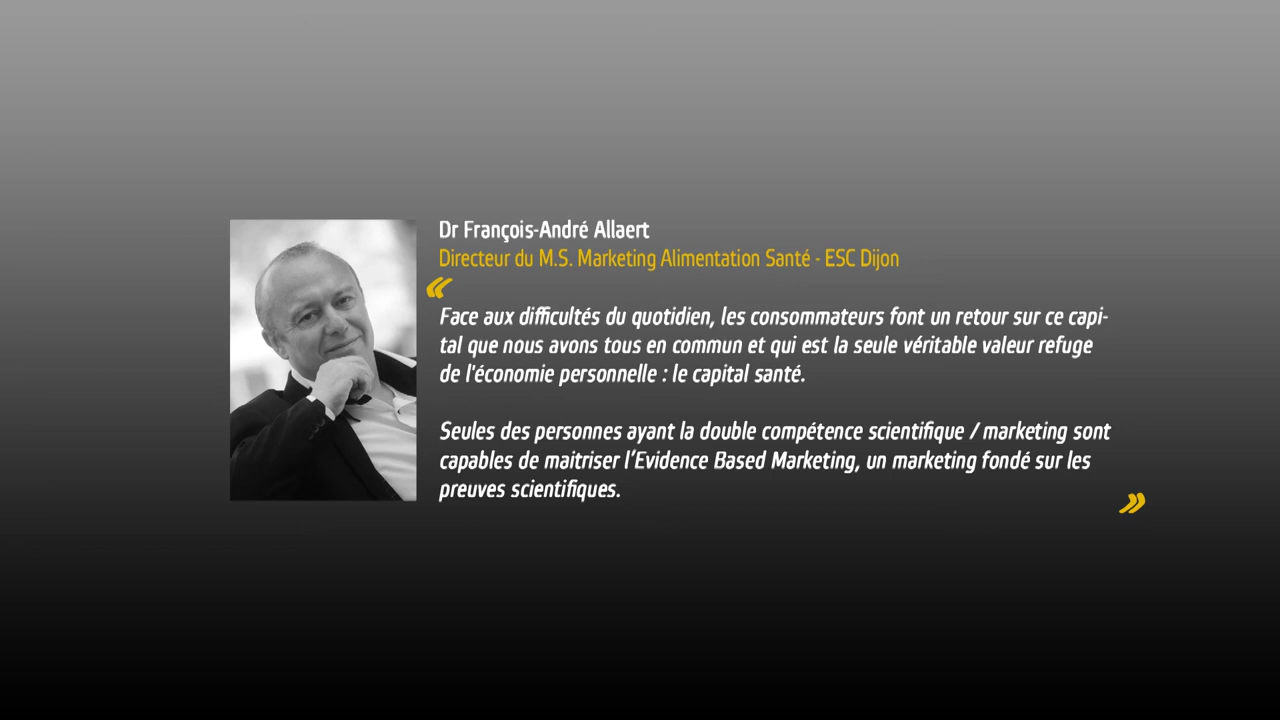 Dr François-André Allaert
Directeur du M.S. Marketing Alimentation Santé - ESC Dijon
«
Face aux difficultés du quotidien, les consommateurs font un retour sur ce capi-
tal que nous avons tous en commun et qui est la seule véritable valeur refuge
de l'économie personnelle : le capital santé.
Seules des personnes ayant la double compétence scientifique / marketing sont
capables de maitriser l’Evidence Based Marketing, un marketing fondé sur les
preuves scientifiques.
»